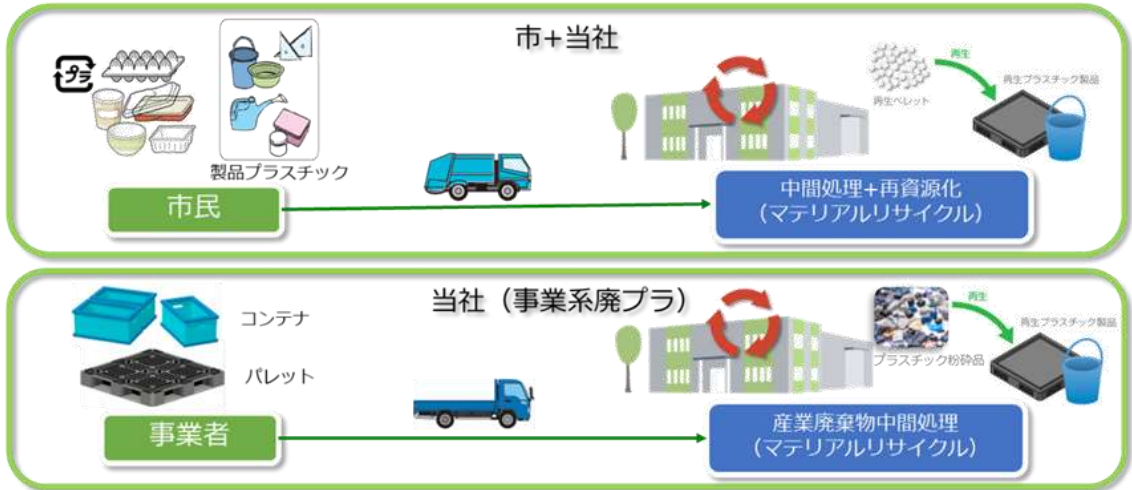 市+当社
プラ
製品プラスチック
市民
再生
再生ペレット
再生プラスチック製品
中間処理+再資源化
(マテリアルリサイクル)
当社(事業系廃プラ)
コンテナ
パレット
事業者
再生
プラスチック粉砕品
再生プラスチック製品
産業廃棄物中間処理
(マテリアルリサイクル)